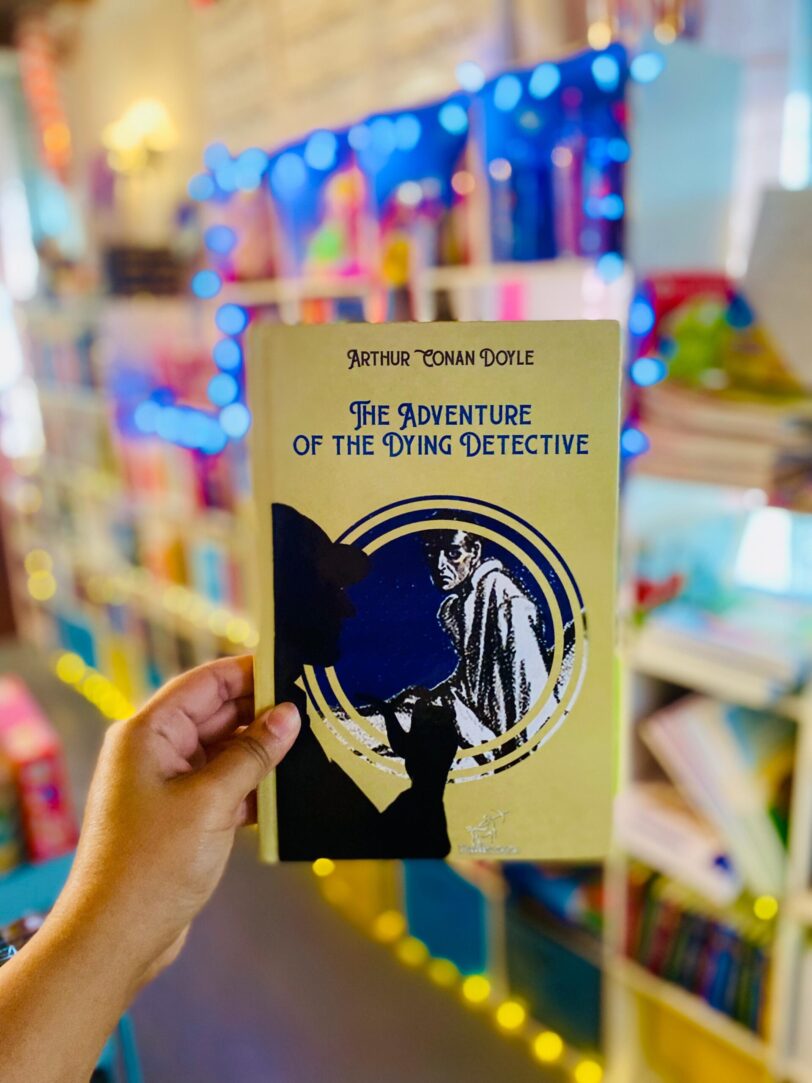 Arthur Conan Doyle
The Adventure
of the Dying Detective